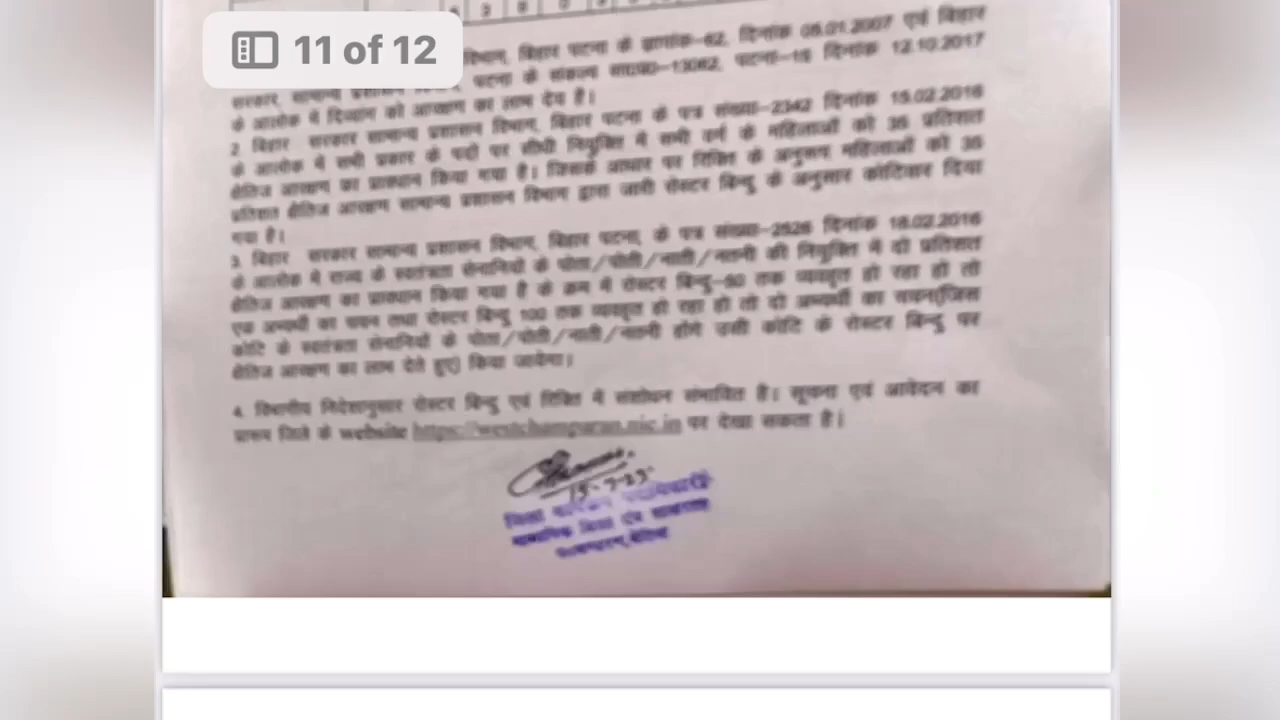 11 of 12
विभाग, बिहार पटना के ज्ञापांक-62, दिनांक 05.01.2007 एवं बिहार
सरकार, सामान्य प्रशासन पटना के संकल्प सा०प्र०-13062, पटना-15 दिनांक 12.10.2017
के आलोक में दिव्यांग को आरक्षण का लाभ देय है।
2 बिहार सरकार सामान्य प्रशासन विभाग, बिहार पटना के पत्र संख्या-2342 दिनांक 15.02.2016
के आलोक में सभी प्रकार के पदों पर सीधी नियुक्ति में सभी वर्ग के महिलाओं को 35 प्रतिशत
क्षैतिज आरक्षण का प्रावधान किया गया है। जिसके आधार पर रिक्ति के अनुरूप महिलाओं को 35
प्रतिशत क्षैतिज आरक्षण सामान्य प्रशासन विभाग द्वारा जारी रोस्टर बिन्दु के अनुसार कोटिवार दिया
गया है।
3 बिहार सरकार सामान्य प्रशासन विभाग, बिहार पटना, के पत्र संख्या-2526 दिनांक 18.02.2016
के आलोक में राज्य के स्वतंत्रता सेनानियों के पोता/पोती/नाती/नतनी की नियुक्ति में दो प्रतिशत
क्षैतिज आरक्षण का प्रावधान किया गया है के क्रम में रोस्टर बिन्दु-50 तक व्यवहृत हो रहा हो तो
एक अभ्यर्थी का चयन तथा रोस्टर बिन्दु 100 तक व्यवहृत हो रहा हो तो दो अभ्यर्थी का चयन(जिस
कोटि के स्वतंत्रता सेनानियों के पोता/पोती/नाती/नतनी होंगे उसी कोटि के रोस्टर बिन्दु पर
क्षैतिज आरक्षण का लाभ देते हुए) किया जायेगा।
4. विभागीय निदेशानुसार रोस्टर बिन्दु एवं रिक्ति में संशोधन संभावित है। सूचना एवं आवेदन का
प्रारूप जिले के website https://westchamparan.nic.in पर देखा सकता है।
जिला